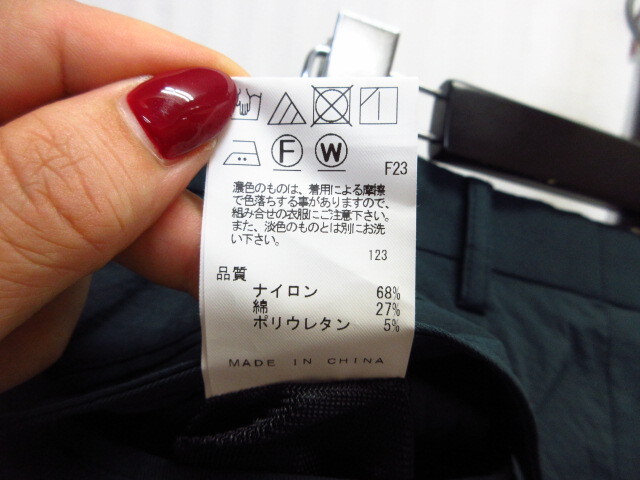 F W
F23
濃色のものは、着用による摩擦
で色落ちする事がありますので、
組み合せの衣服にご注意下さい。
また、淡色のものとは別にお洗
い下さい。
123
品質
ナイロン 68%
綿 27%
ポリウレタン 5%
MADE IN CHINA